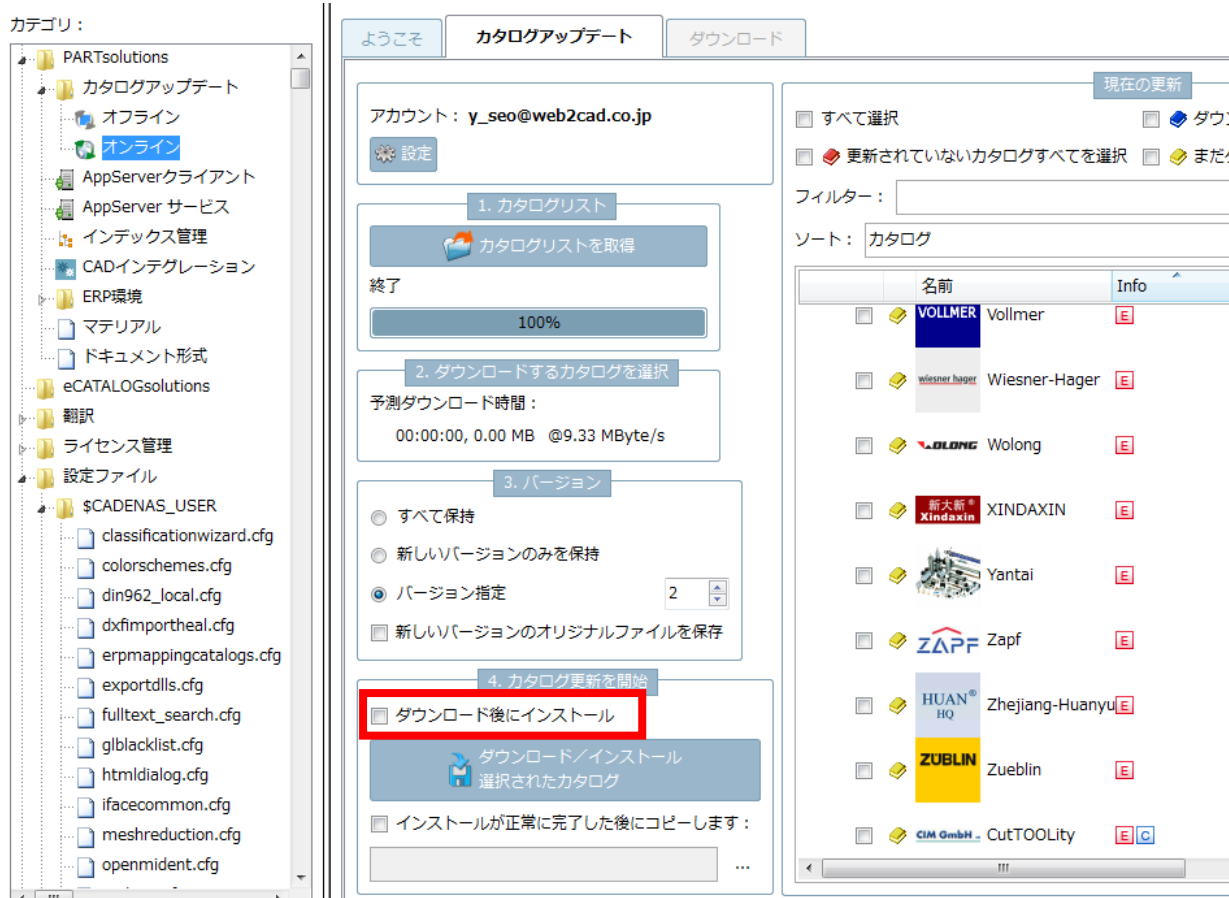 カテゴリ：
PARTsolutions
カタログアップデート
オフライン
オンライン
AppServerクライアント
AppServer サービス
インデックス管理
CADインテグレーション
ERP環境
マテリアル
ドキュメント形式
eCATALOGsolutions
翻訳
ライセンス管理
設定ファイル
$CADENAS_USER
classificationwizard.cfg
colorschemes.cfg
din962_local.cfg
dxfimportheal.cfg
erpmappingcatalogs.cfg
exportdlls.cfg
fulltext_search.cfg
glblacklist.cfg
htmldialog.cfg
ifacecommon.cfg
meshreduction.cfg
openmident.cfg
ようこそ
カタログアップデート
ダウンロード
アカウント： y_seo@web2cad.co.jp
設定
1. カタログリスト
カタログリストを取得
終了
100%
2. ダウンロードするカタログを選択
予測ダウンロード時間：
00:00:00, 0.00 MB @9.33 MByte/s
3. バージョン
すべて保持
新しいバージョンのみを保持
バージョン指定 2
新しいバージョンのオリジナルファイルを保存
4. カタログ更新を開始
ダウンロード後にインストール
ダウンロード／インストール
選択されたカタログ
インストールが正常に完了した後にコピーします：
...
現在の更新
すべて選択 ダウン
更新されていないカタログすべてを選択 まだ
フィルター：
ソート： カタログ
名前 Info
VOLLMER Vollmer E
wiesner hager Wiesner-Hager E
WOLONG Wolong E
新大新®
Xindaxin XINDAXIN E
Yantai E
ZAPF Zapf E
HUAN®
HQ Zhejiang-Huanyu E
ZÜBLIN Zueblin E
CIM GmbH CutTOOLity E C